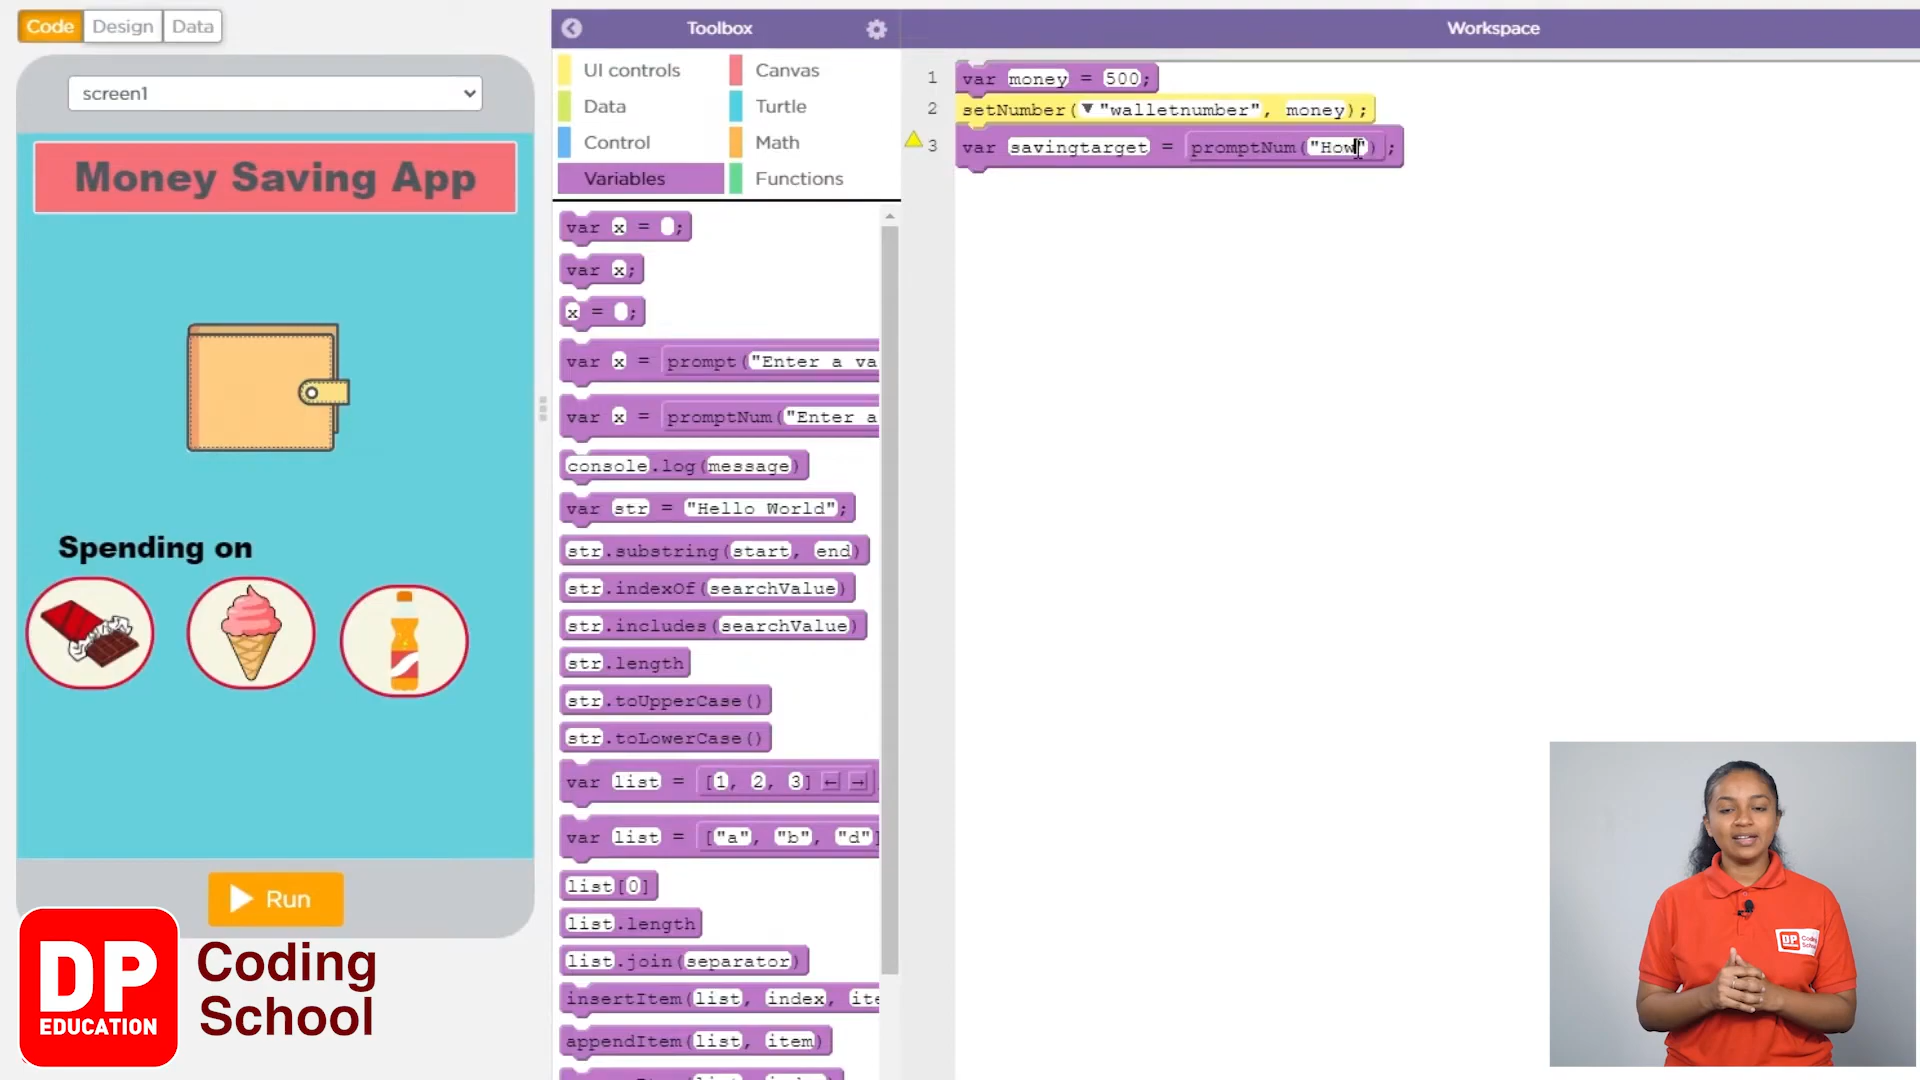 Code Design Data
screen1
Money Saving App
Spending on
Run
DP
EDUCATION
Coding
School
Toolbox
UI controls
Canvas
Data
Turtle
Control
Math
Variables
Functions
var x = ;
var x;
x = ;
var x = prompt("Enter a va
var x = promptNum("Enter a
console.log(message)
var str = "Hello World";
str.substring(start, end)
str.indexOf(searchValue)
str.includes(searchValue)
str.length
str.toUpperCase()
str.toLowerCase()
var list = [1, 2, 3] ← →
var list = ["a", "b", "d"]
list[0]
list.length
list.join(separator)
insertItem(list, index, ite
appendItem(list, item)
Workspace
1 var money = 500;
2 setNumber(▼"walletnumber", money);
3 var savingtarget = promptNum("How");
DP